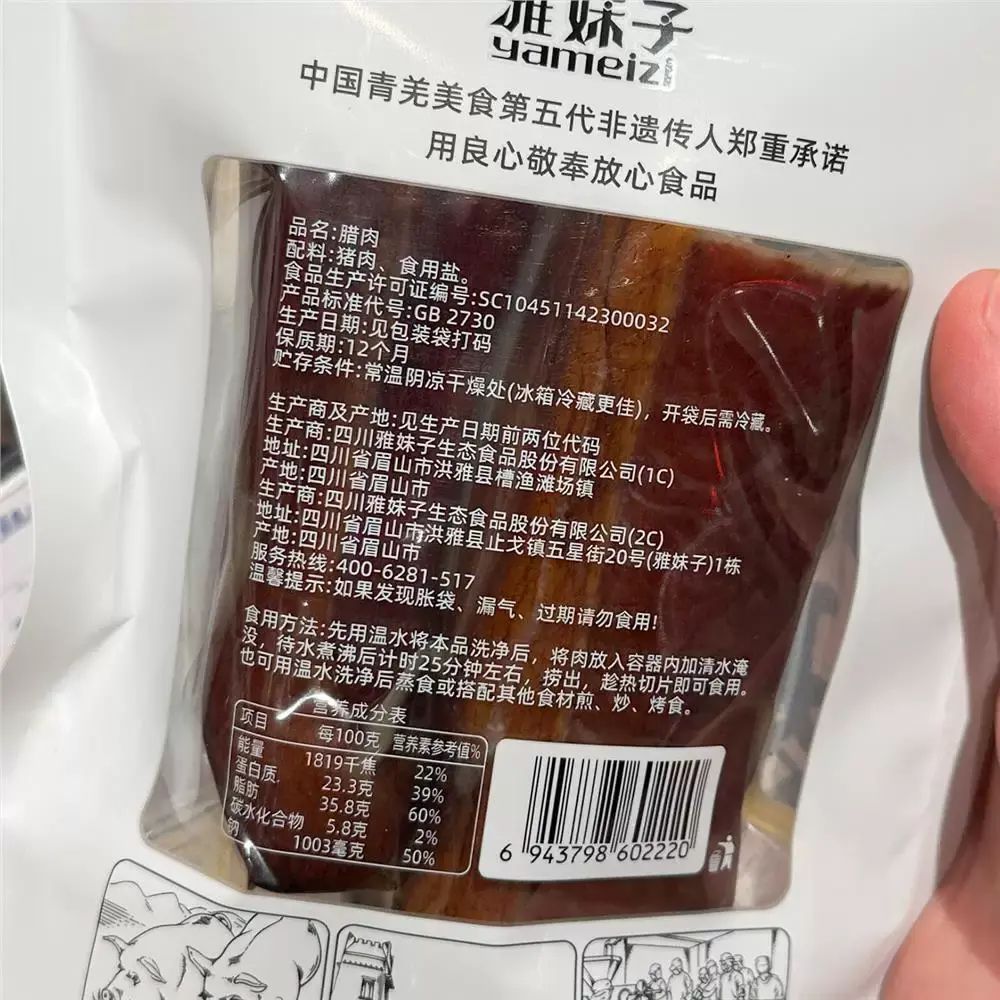 雅妹子
yameizi
中国青羌美食第五代非遗传人郑重承诺
用良心敬奉放心食品
品名:腊肉
配料:猪肉、食用盐。
食品生产许可证编号:SC10451142300032
产品标准代号:GB 2730
生产日期:见包装袋打码
保质期:12个月
贮存条件:常温阴凉干燥处(冰箱冷藏更佳)，开袋后需冷藏。
生产商及产地:见生产日期前两位代码
生产商:四川雅妹子生态食品股份有限公司(1C)
地址:四川省眉山市洪雅县槽渔滩场镇
产地:四川省眉山市
生产商:四川雅妹子生态食品股份有限公司(2C)
地址:四川省眉山市洪雅县止戈镇五星街20号(雅妹子)1栋
产地:四川省眉山市
服务热线:400-6281-517
温馨提示:如果发现胀袋、漏气、过期请勿食用!
食用方法:先用温水将本品洗净后，将肉放入容器内加清水淹
没，待水煮沸后计时25分钟左右，捞出，趁热切片即可食用。
也可用温水洗净后蒸食或搭配其他食材煎、炒、烤食。
营养成分表
项目 每100克 营养素参考值%
能量 1819千焦 22%
蛋白质 23.3克 39%
脂肪 35.8克 60%
碳水化合物 5.8克 2%
钠 1003毫克 50%
6 943798 602220